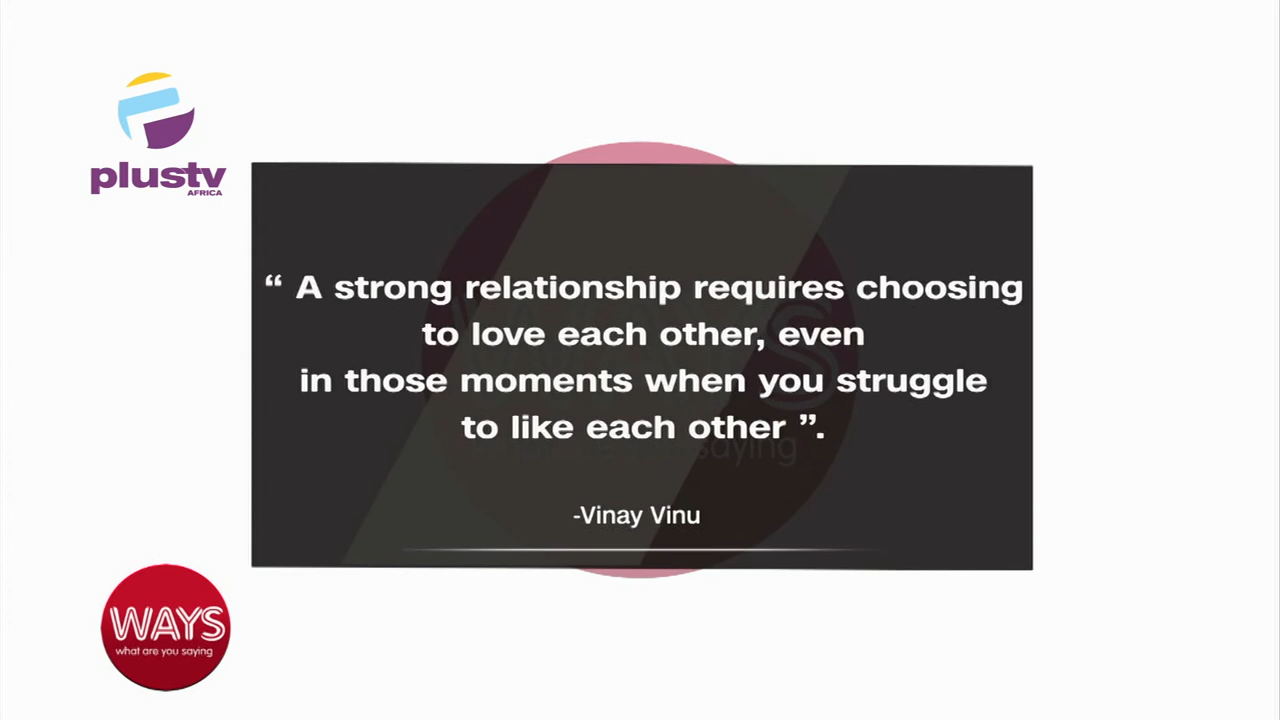 plustv
AFRICA
“ A strong relationship requires choosing
to love each other, even
in those moments when you struggle
to like each other ”.
saying
-Vinay Vinu
WAYS
what are you saying